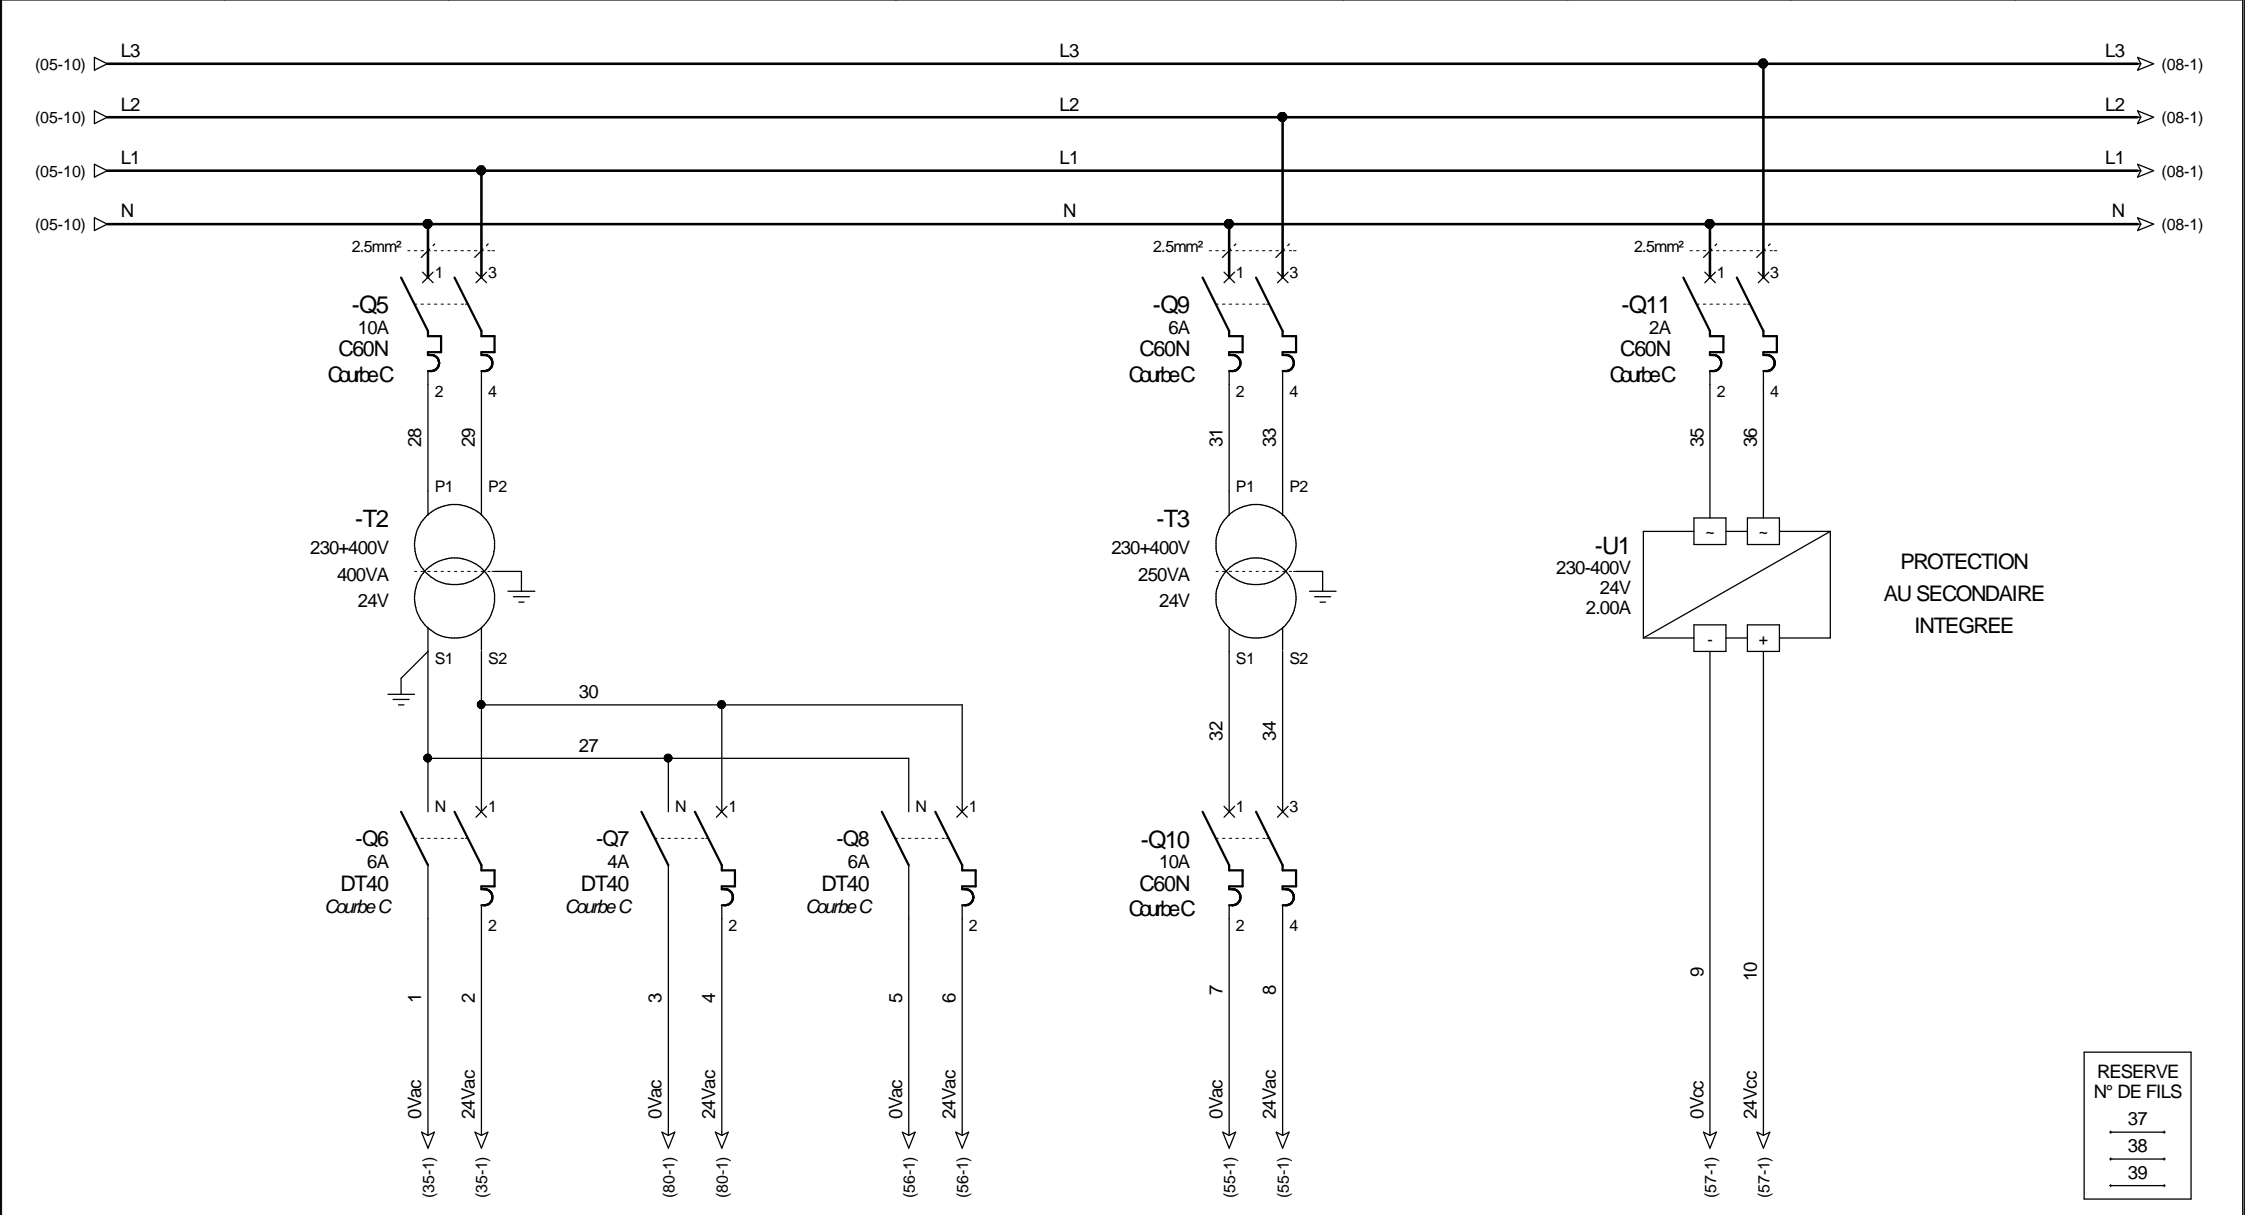 L3 L3 L3
(05-10) (08-1)
L2 L2 L2
(05-10) (08-1)
L1 L1 L1
(05-10) (08-1)
N N N
(05-10) (08-1)
2.5mm² 2.5mm² 2.5mm²
1 3 1 3 1 3
-Q5 -Q9 -Q11
10A 6A 2A
C60N C60N C60N
Courbe C Courbe C Courbe C
2 4 2 4 2 4
28 29 31 33 35 36
P1 P2 P1 P2
-T2 -T3
230+400V 230+400V
400VA 250VA
24V 24V
~ ~
-U1
230-400V
24V
2.00A
- +
PROTECTION
AU SECONDAIRE
INTEGREE
S1 S2 S1 S2
30
27
32 34
N 1 N 1 N 1 1 3
-Q6 -Q7 -Q8 -Q10
6A 4A 6A 10A
DT40 DT40 DT40 C60N
Courbe C Courbe C Courbe C Courbe C
2 2 2 2 4
1 2 3 4 5 6 7 8 9 10
0Vac 24Vac 0Vac 24Vac 0Vac 24Vac 0Vac 24Vac 0Vcc 24Vcc
(35-1) (35-1) (80-1) (80-1) (56-1) (56-1) (55-1) (55-1) (57-1) (57-1)
RESERVE
N° DE FILS
37
38
39